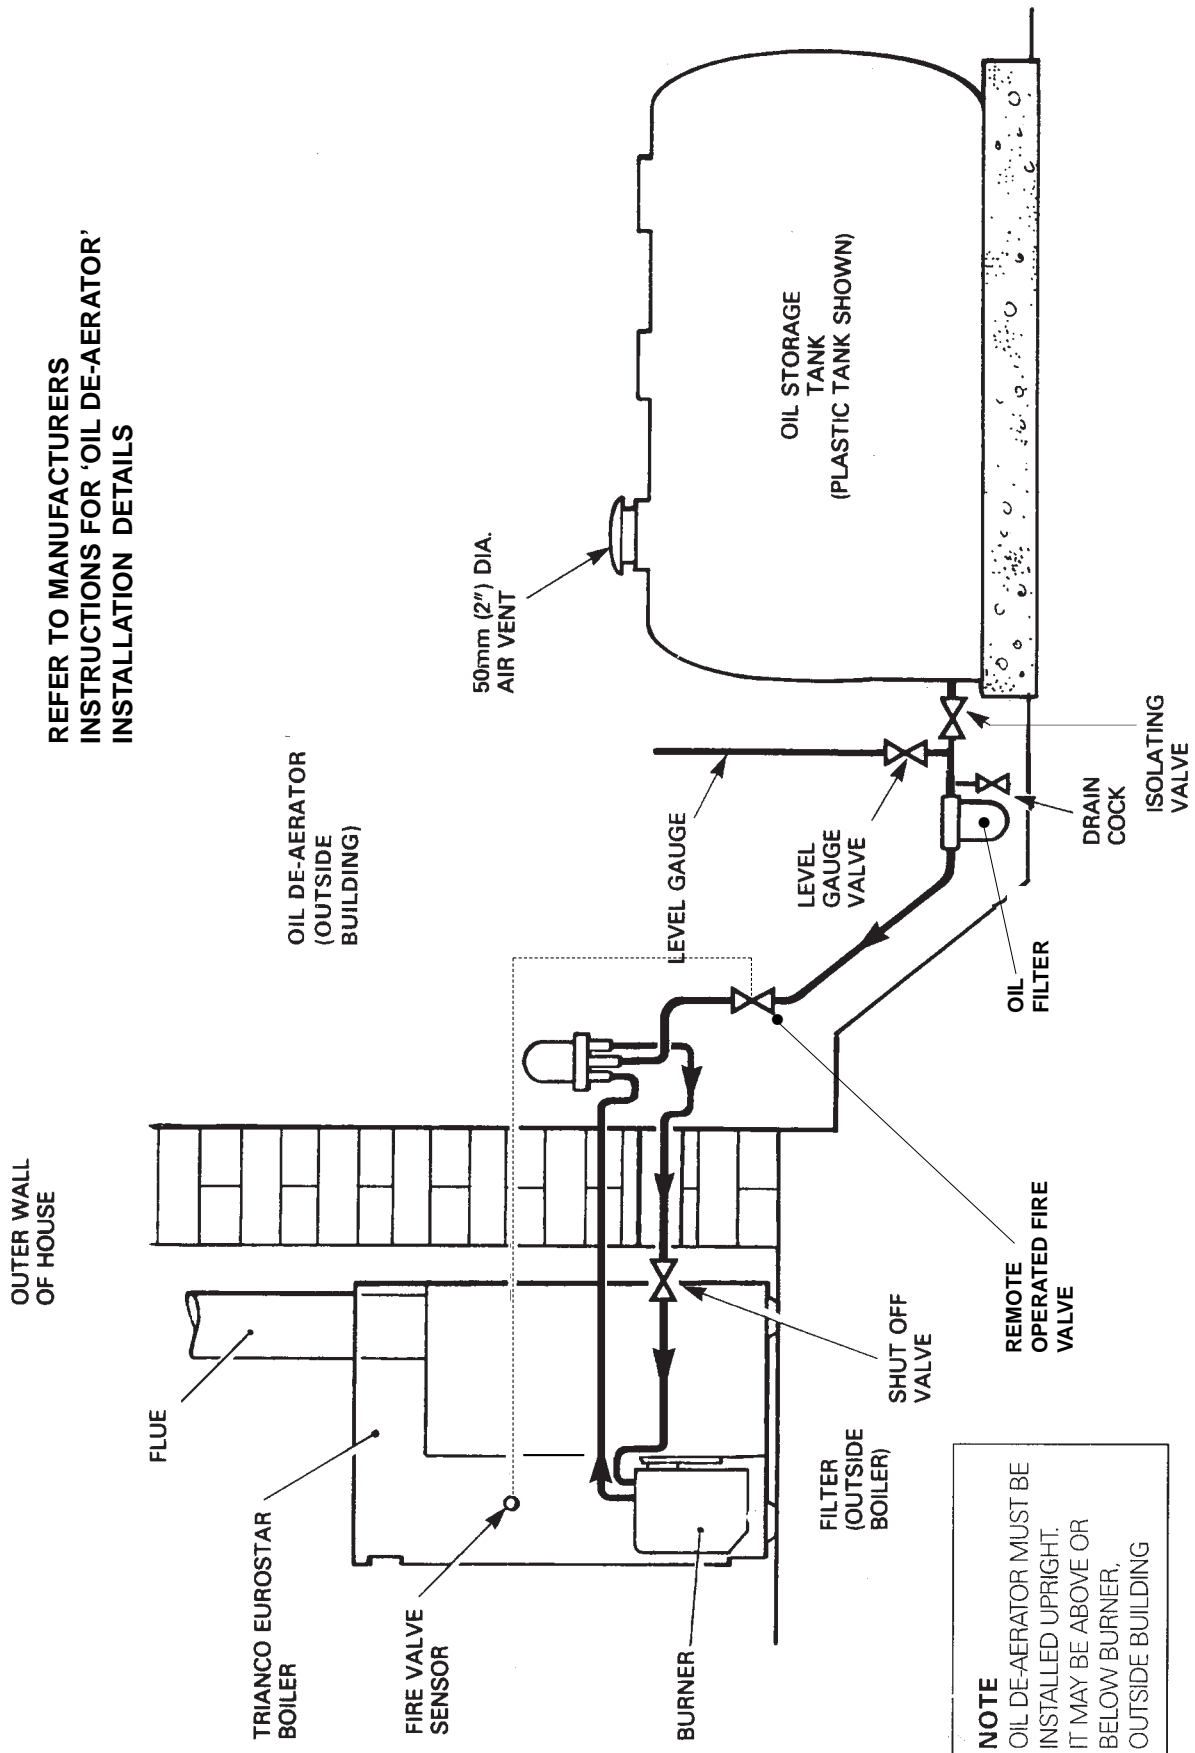 REFER TO MANUFACTURERS
INSTRUCTIONS FOR ‘OIL DE-AERATOR’
INSTALLATION DETAILS
OUTER WALL
OF HOUSE
OIL DE-AERATOR
(OUTSIDE
BUILDING)
50mm (2″) DIA.
AIR VENT
FLUE
TRIANCO EUROSTAR
BOILER
FIRE VALVE
SENSOR
LEVEL GAUGE
OIL STORAGE
TANK
(PLASTIC TANK SHOWN)
BURNER
LEVEL
GAUGE
VALVE
FILTER
(OUTSIDE
BOILER)
SHUT OFF
VALVE
REMOTE
OPERATED FIRE
VALVE
OIL
FILTER
DRAIN
COCK
ISOLATING
VALVE
NOTE
OIL DE-AERATOR MUST BE
INSTALLED UPRIGHT.
IT MAY BE ABOVE OR
BELOW BURNER,
OUTSIDE BUILDING